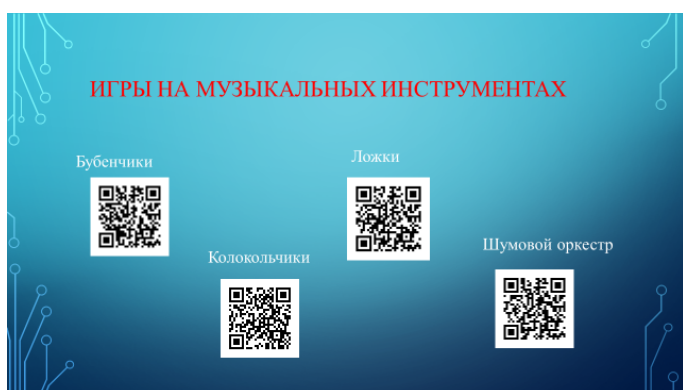 ИГРЫ НА МУЗЫКАЛЬНЫХ ИНСТРУМЕНТАХ
Бубенчики
Ложки
Колокольчики
Шумовой оркестр